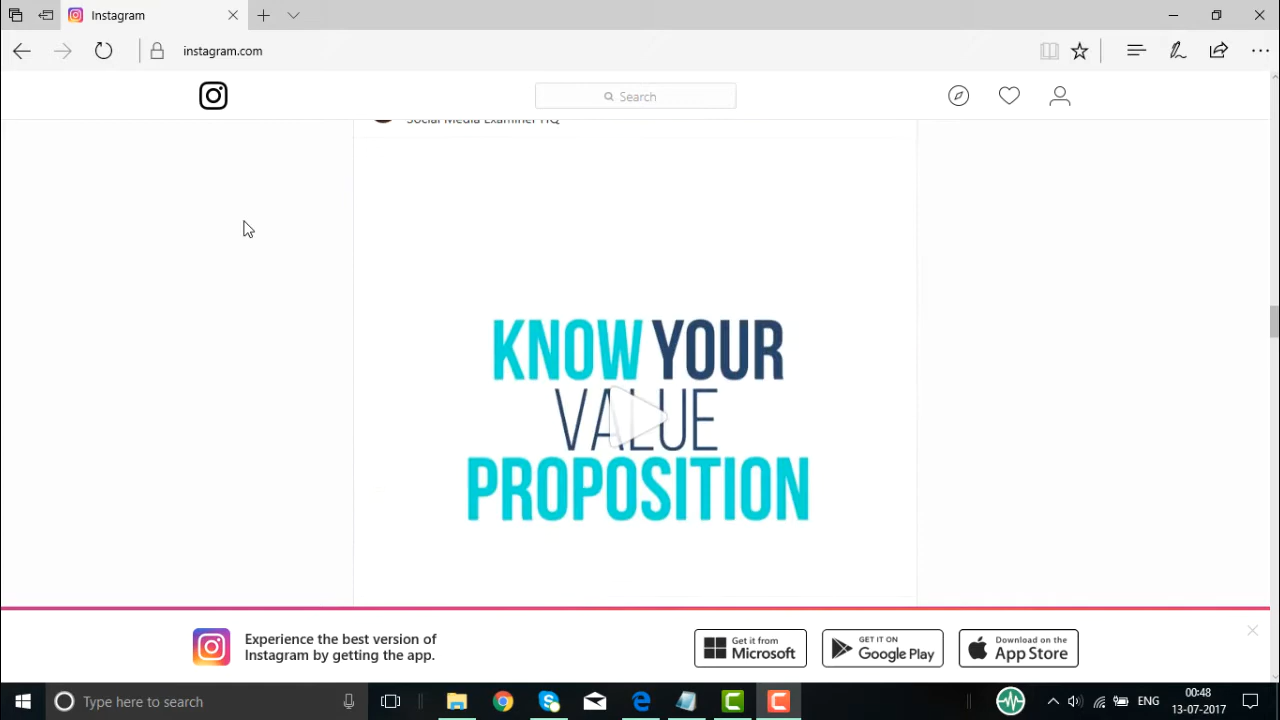 Instagram
instagram.com
Search
Social Media Examiner HQ
KNOW YOUR
VALUE
PROPOSITION
Experience the best version of
Instagram by getting the app.
Get it from
Microsoft
GET IT ON
Google Play
Download on the
App Store
Type here to search
ENG
00:48
13-07-2017